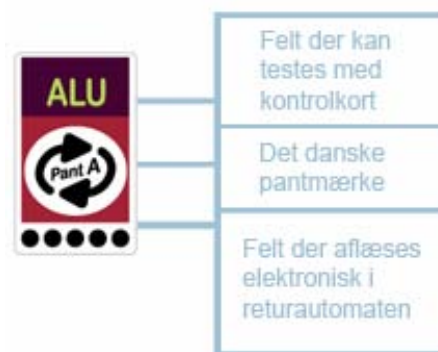 ALU
Pant A
Felt der kan
testes med
kontrolkort
Det danske
pantmærke
Felt der aflæses
elektronisk i
returautomaten